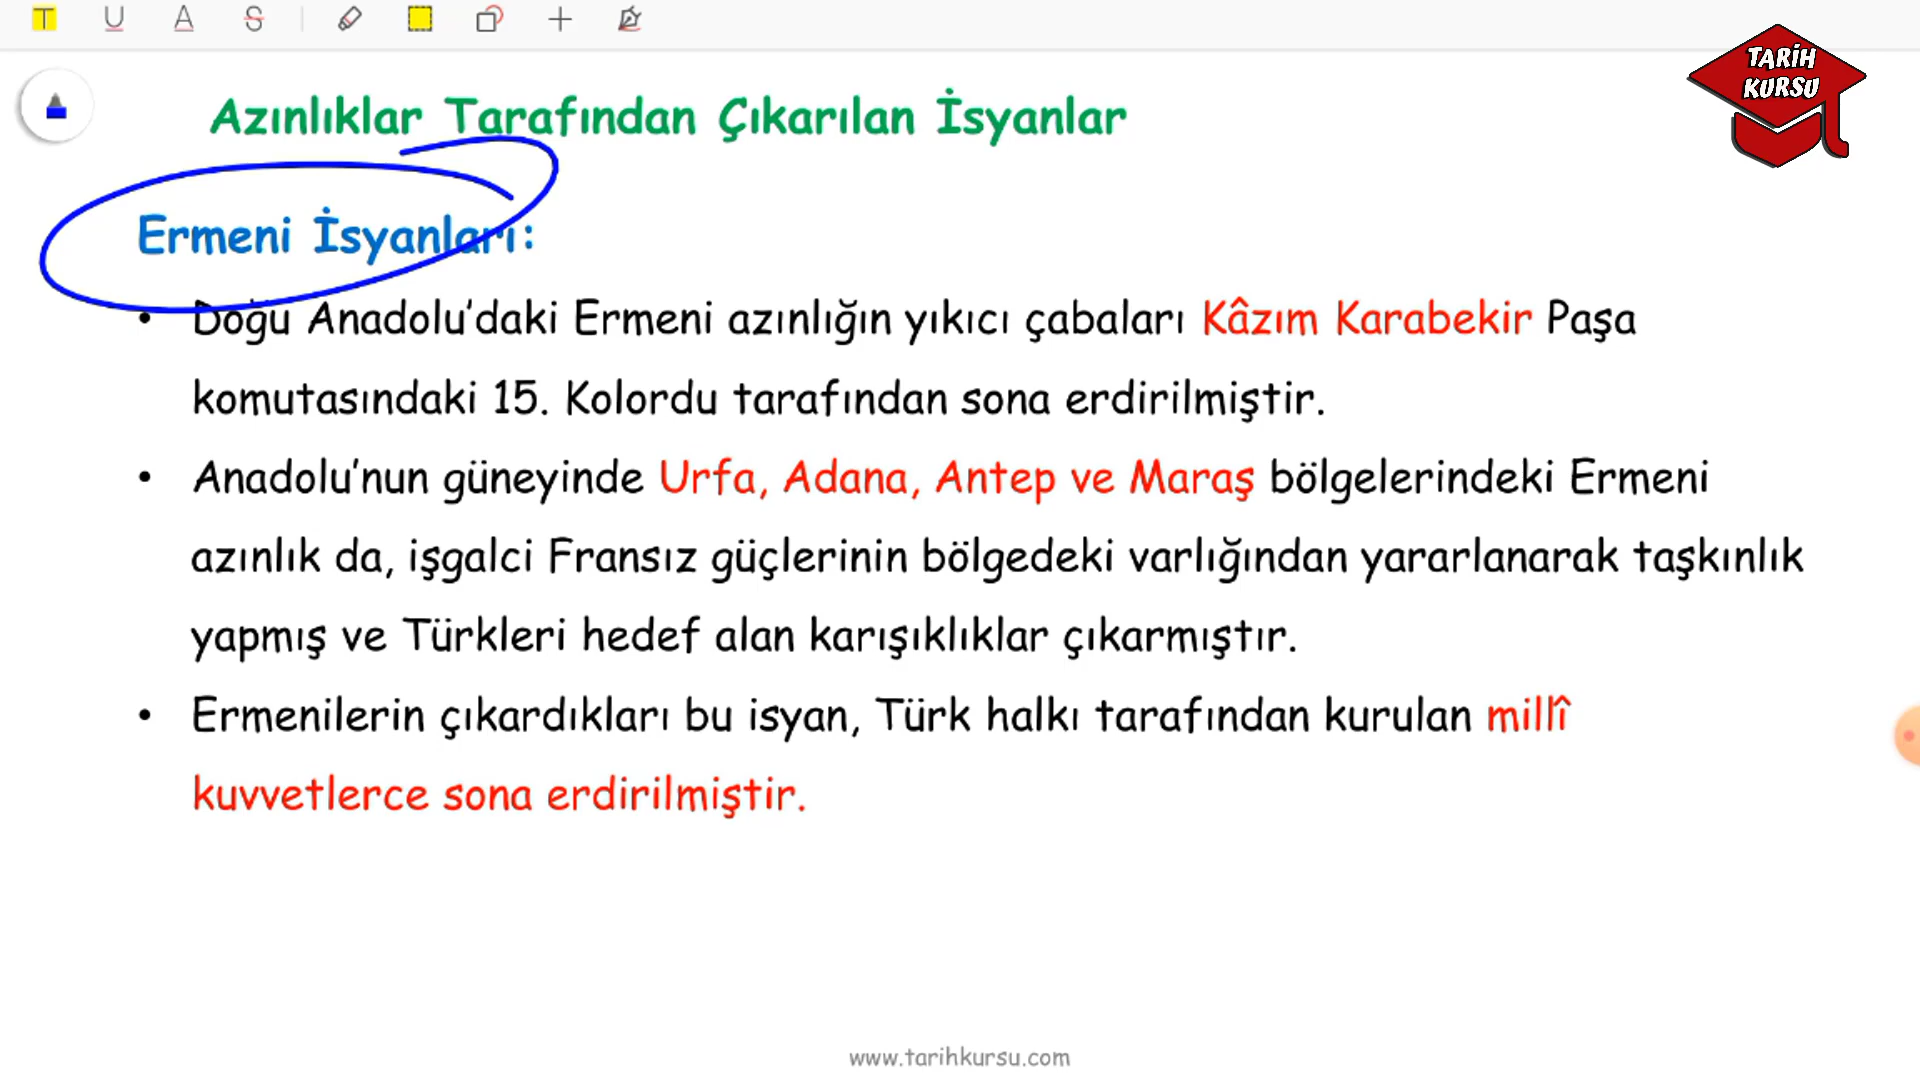 TARİH
KURSU
Azınlıklar Tarafından Çıkarılan İsyanlar
Ermeni İsyanları:
• Doğu Anadolu'daki Ermeni azınlığın yıkıcı çabaları Kâzım Karabekir Paşa
komutasındaki 15. Kolordu tarafından sona erdirilmiştir.
• Anadolu'nun güneyinde Urfa, Adana, Antep ve Maraş bölgelerindeki Ermeni
azınlık da, işgalci Fransız güçlerinin bölgedeki varlığından yararlanarak taşkınlık
yapmış ve Türkleri hedef alan karışıklıklar çıkarmıştır.
• Ermenilerin çıkardıkları bu isyan, Türk halkı tarafından kurulan millî
kuvvetlerce sona erdirilmiştir.
www.tarihkursu.com